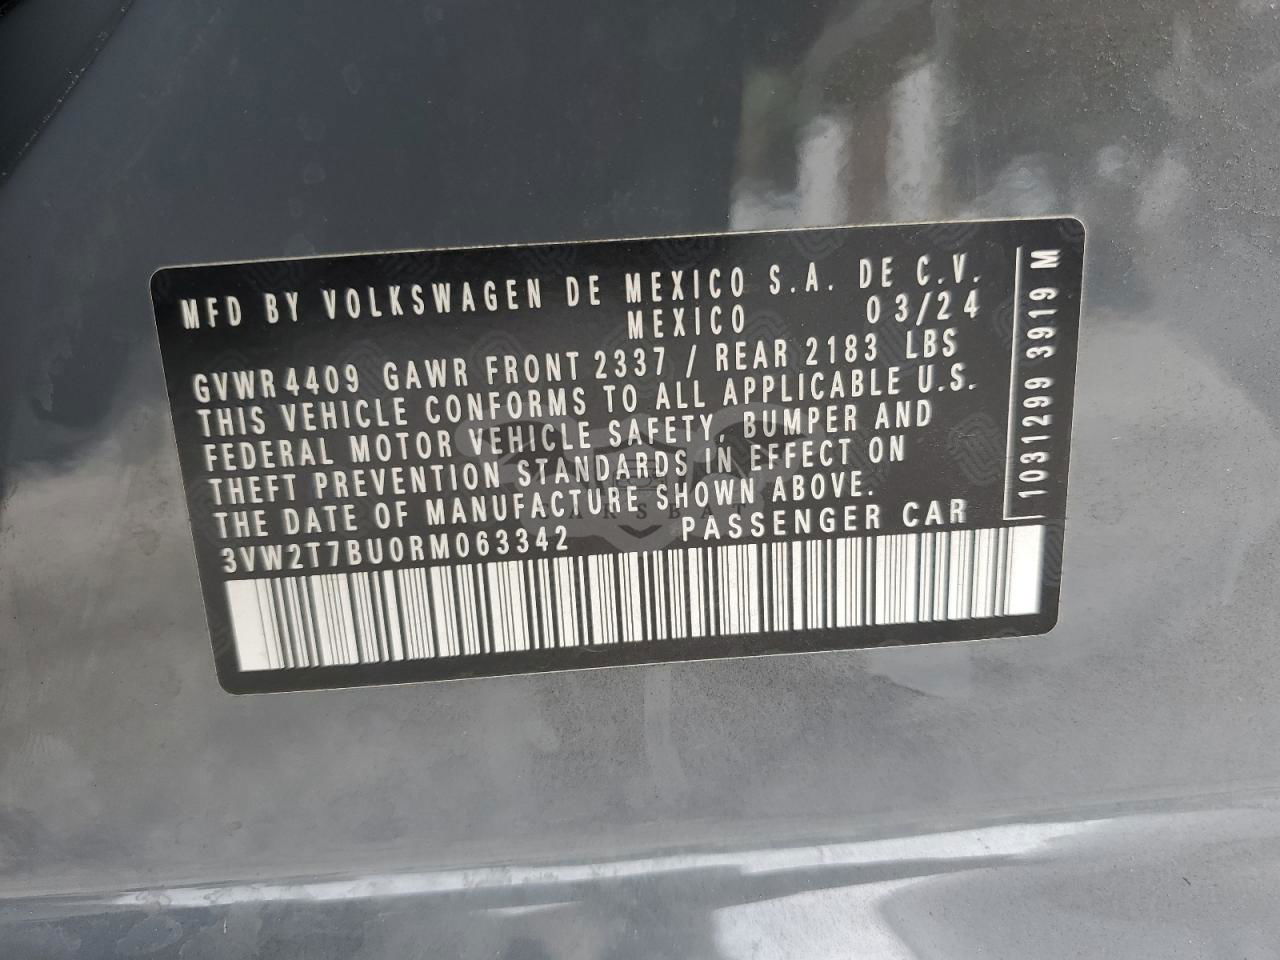 MFD BY VOLKSWAGEN DE MEXICO S.A. DE C.V.
MEXICO 03/24
GVWR 4409 GAWR FRONT 2337 / REAR 2183 LBS
THIS VEHICLE CONFORMS TO ALL APPLICABLE U.S.
FEDERAL MOTOR VEHICLE SAFETY, BUMPER AND
THEFT PREVENTION STANDARDS IN EFFECT ON
THE DATE OF MANUFACTURE SHOWN ABOVE.
3VW2T7BU0RM063342 PASSENGER CAR
1031299 3919 M